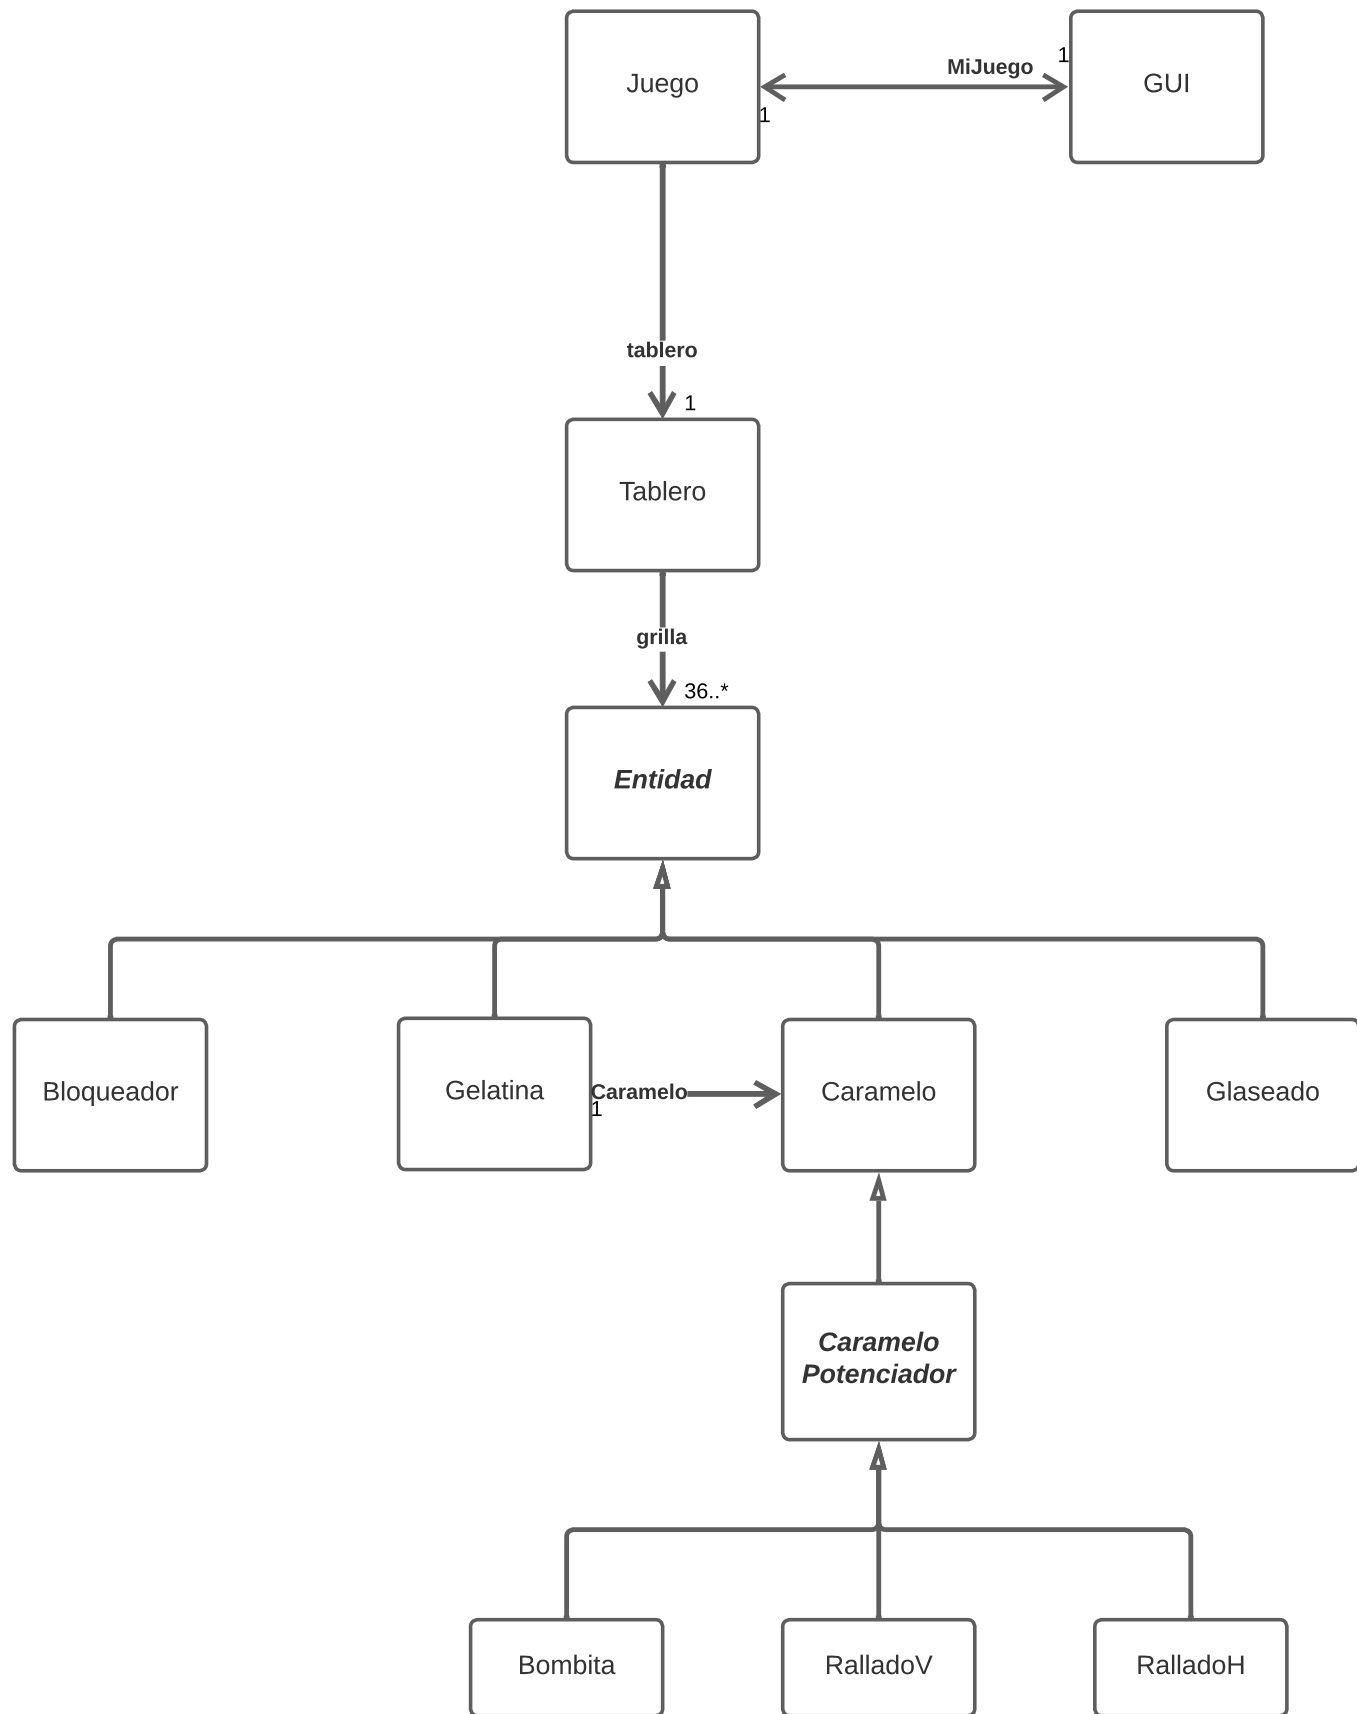 Juego
MiJuego
1
GUI
1
tablero
1
Tablero
grilla
36..*
Entidad
Bloqueador
Gelatina
Caramelo
1
Caramelo
Glaseado
Caramelo
Potenciador
Bombita
RalladoV
RalladoH